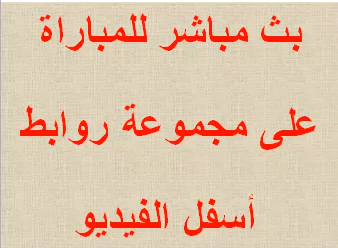 بث مباشر للمباراة
على مجموعة روابط
أسفل الفيديو